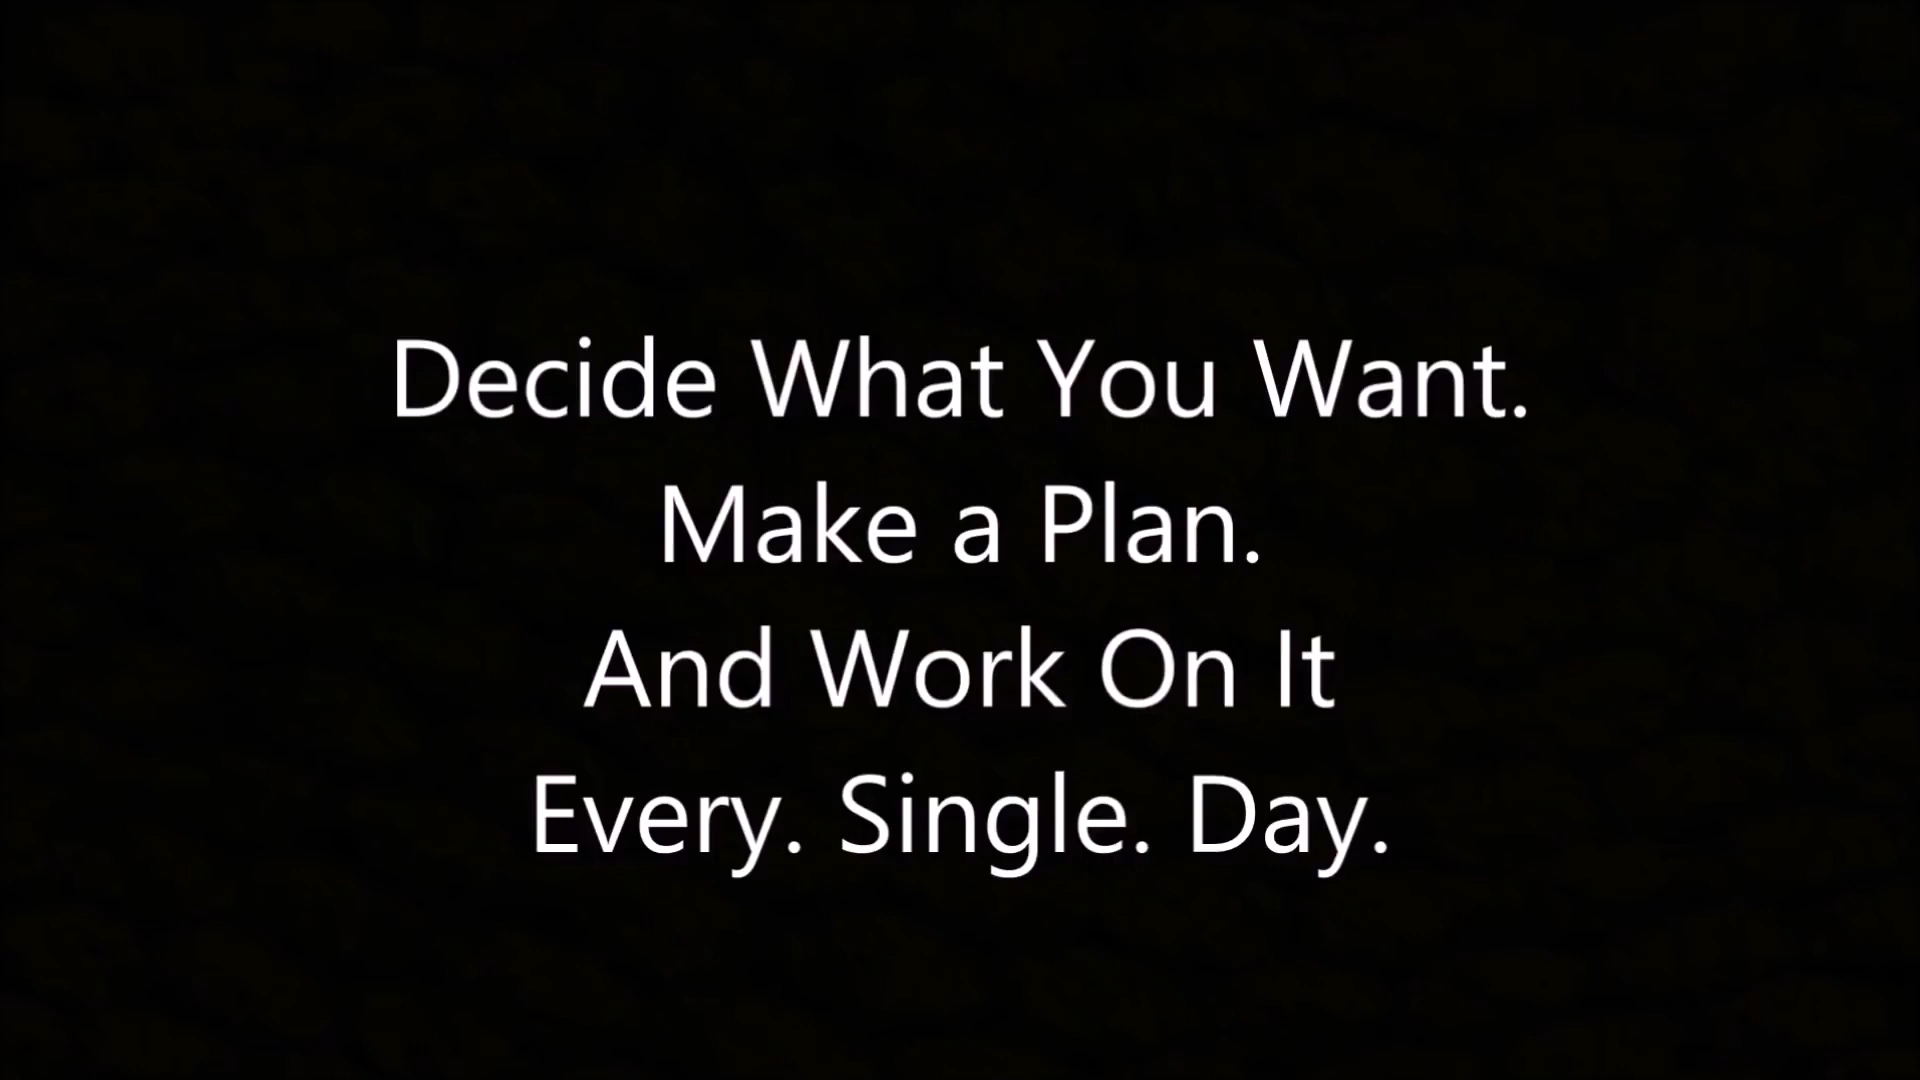 Decide What You Want.
Make a Plan.
And Work On It
Every. Single. Day.